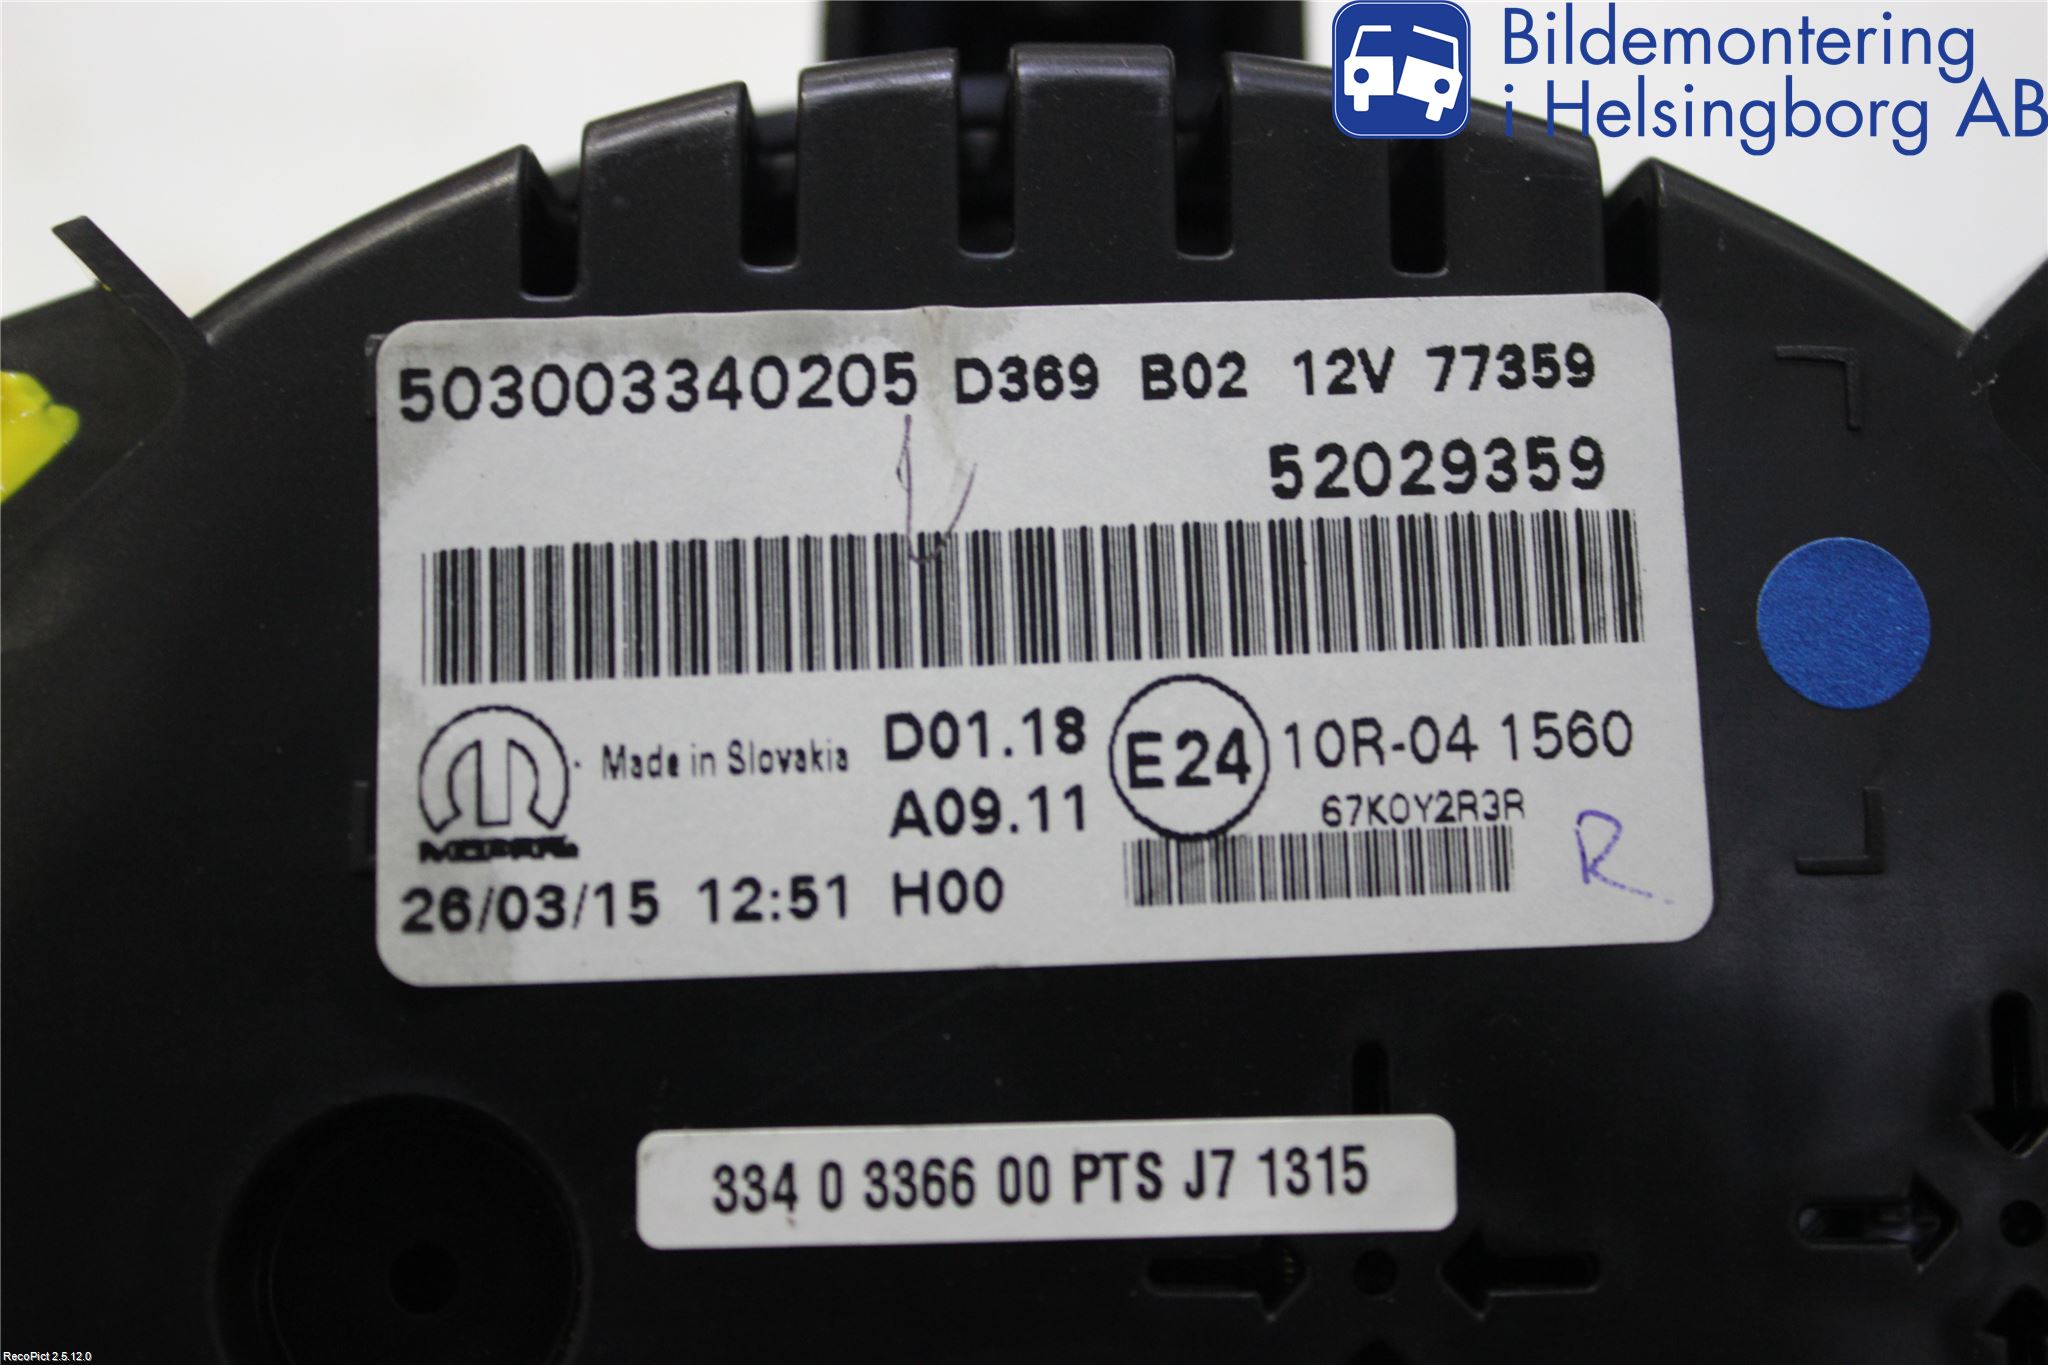 Bildemontering
i Helsingborg AB
503003340205 D369 B02 12V 77359
52029359
Made in Slovakia D01.18 E24 10R-04 1560
A09.11 67K0Y2R3R
MOPAR
R
26/03/15 12:51 H00
334 0 3366 00 PTS J7 1315
RecoPict 2.5.12.0